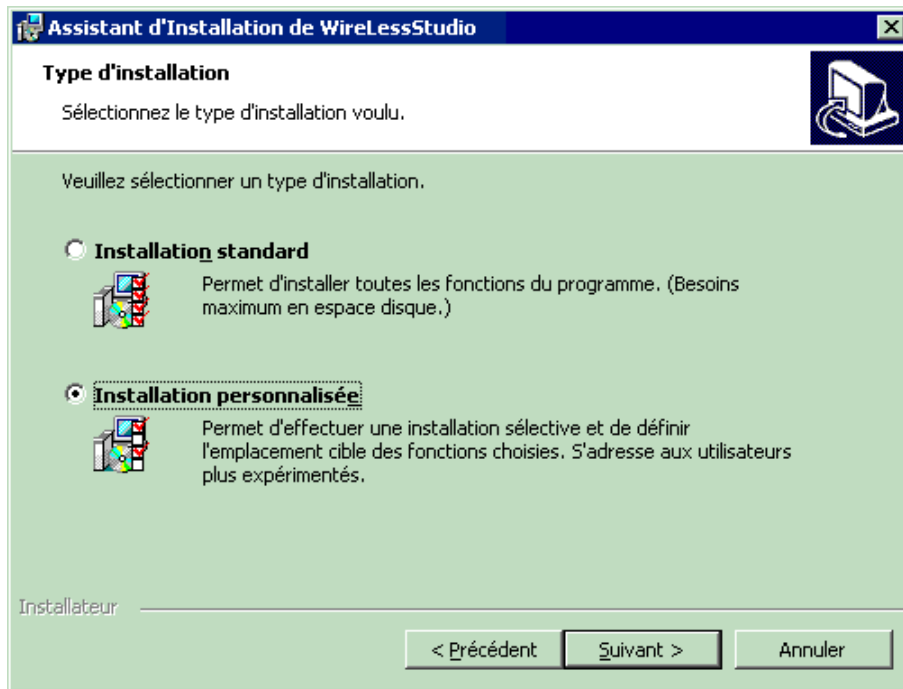 Assistant d'Installation de WireLessStudio
Type d'installation
Sélectionnez le type d'installation voulu.
Veuillez sélectionner un type d'installation.
Installation standard
Permet d'installer toutes les fonctions du programme. (Besoins
maximum en espace disque.)
Installation personnalisée
Permet d'effectuer une installation sélective et de définir
l'emplacement cible des fonctions choisies. S'adresse aux utilisateurs
plus expérimentés.
Installateur
< Précédent
Suivant >
Annuler